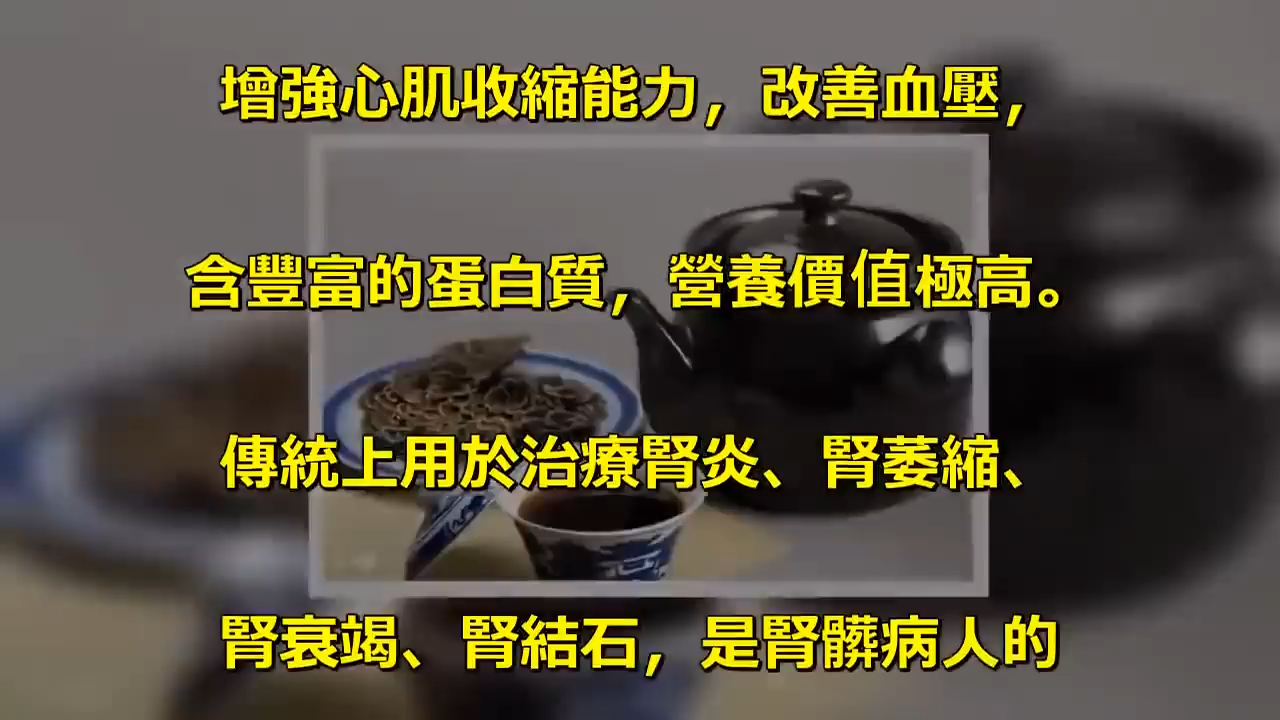 增強心肌收縮能力，改善血壓，
含豐富的蛋白質，營養價值極高。
傳統上用於治療腎炎、腎萎縮、
腎衰竭、腎結石，是腎髒病人的